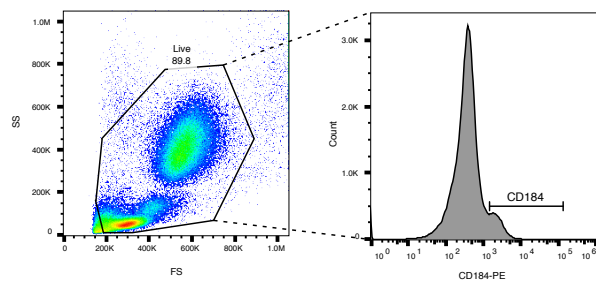 1.0M
800K
600K
400K
200K
0
SS
Live
89.8
0 200K 400K 600K 800K 1.0M
FS
3.0K
2.0K
1.0K
0
Count
CD184
10 0 10 1 10 2 10 3 10 4 10 5 10 6
CD184-PE